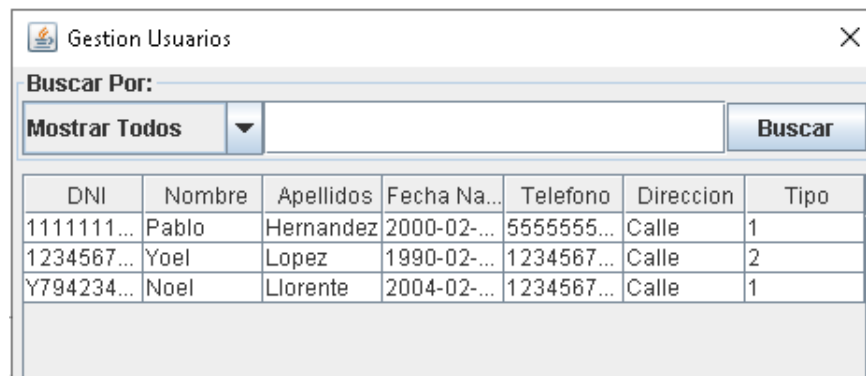 Gestion Usuarios
Buscar Por:
Mostrar Todos Buscar
DNI Nombre Apellidos Fecha Na... Telefono Direccion Tipo
1111111... Pablo Hernandez 2000-02-... 5555555... Calle 1
1234567... Yoel Lopez 1990-02-... 1234567... Calle 2
Y794234... Noel Llorente 2004-02-... 1234567... Calle 1